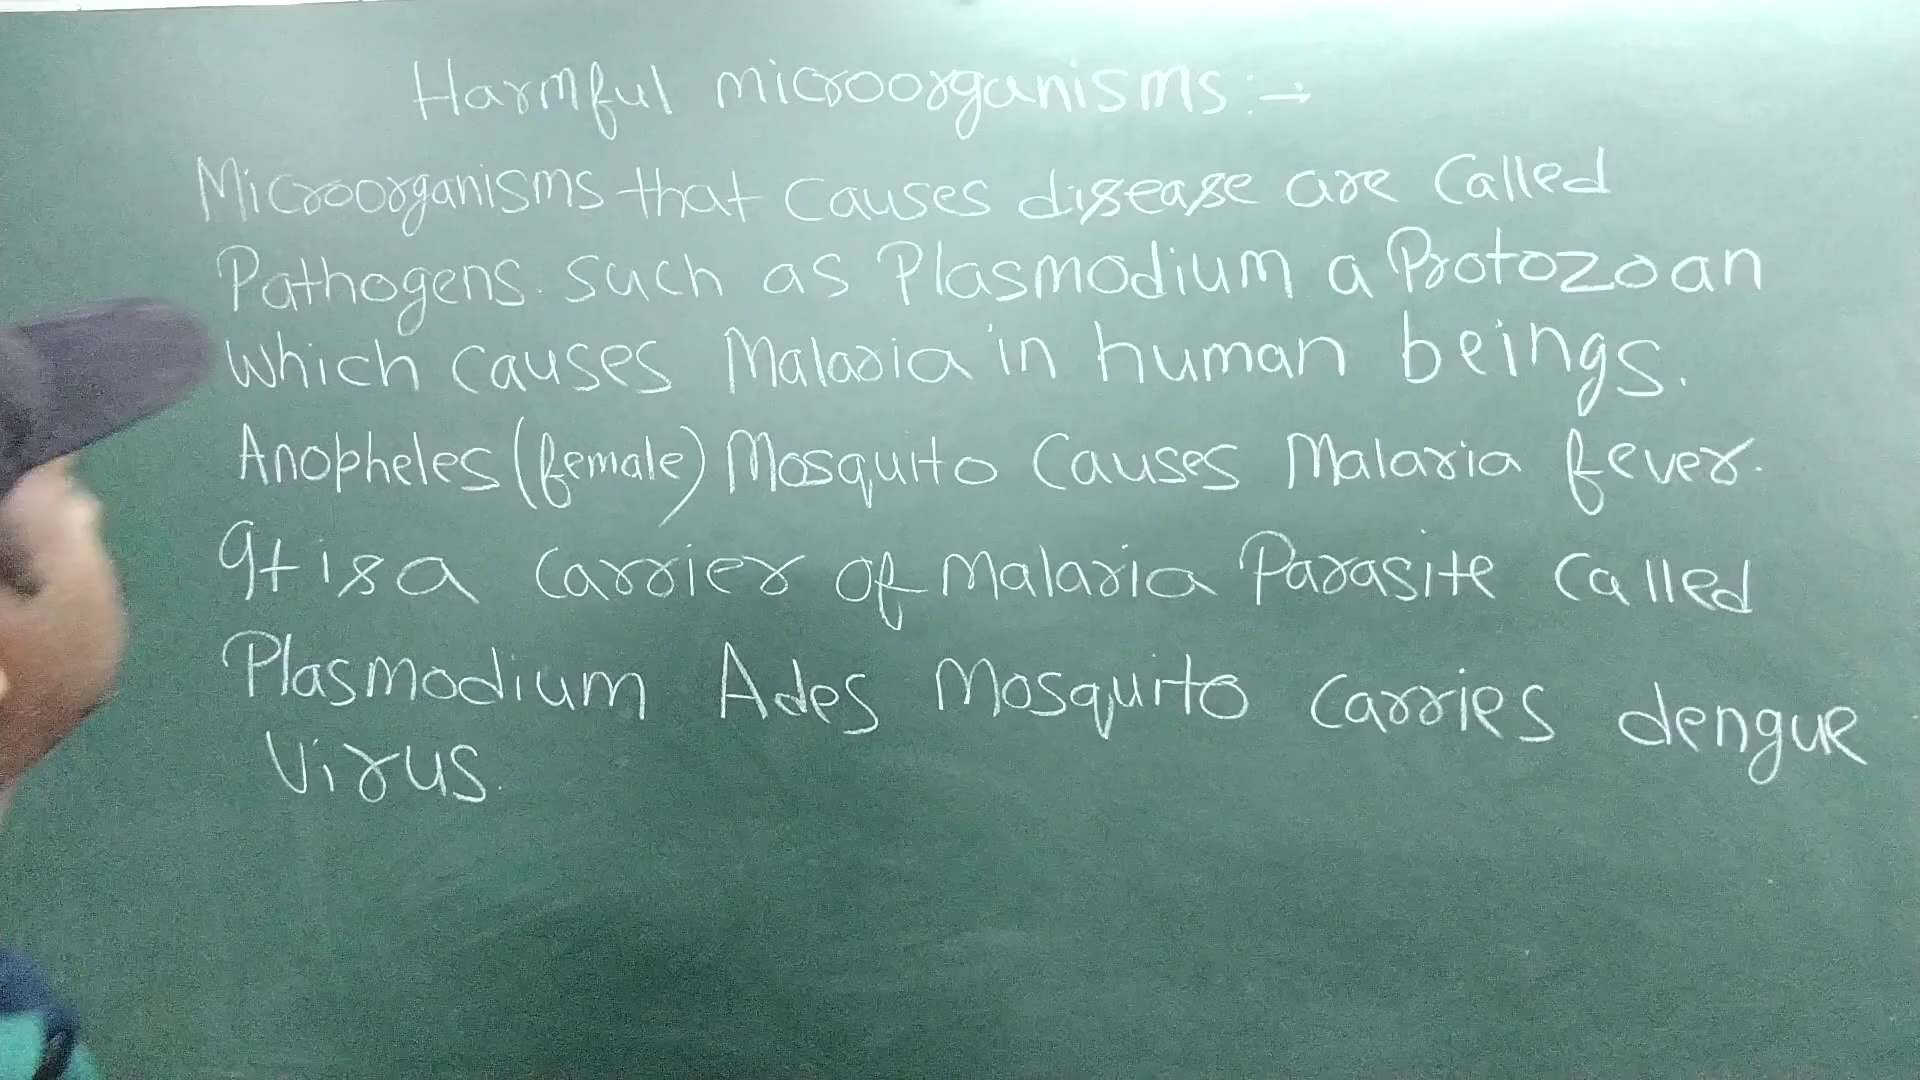 Harmful microorganisms:→
Microorganisms that causes disease are Called
Pathogens. such as Plasmodium a Protozoan
Which causes Malaria in human beings.
Anopheles (female) Mosquito Causes Malaria fever.
It is a carrier of Malaria Parasite Called
Plasmodium Ades Mosquito Carries dengue
Virus.